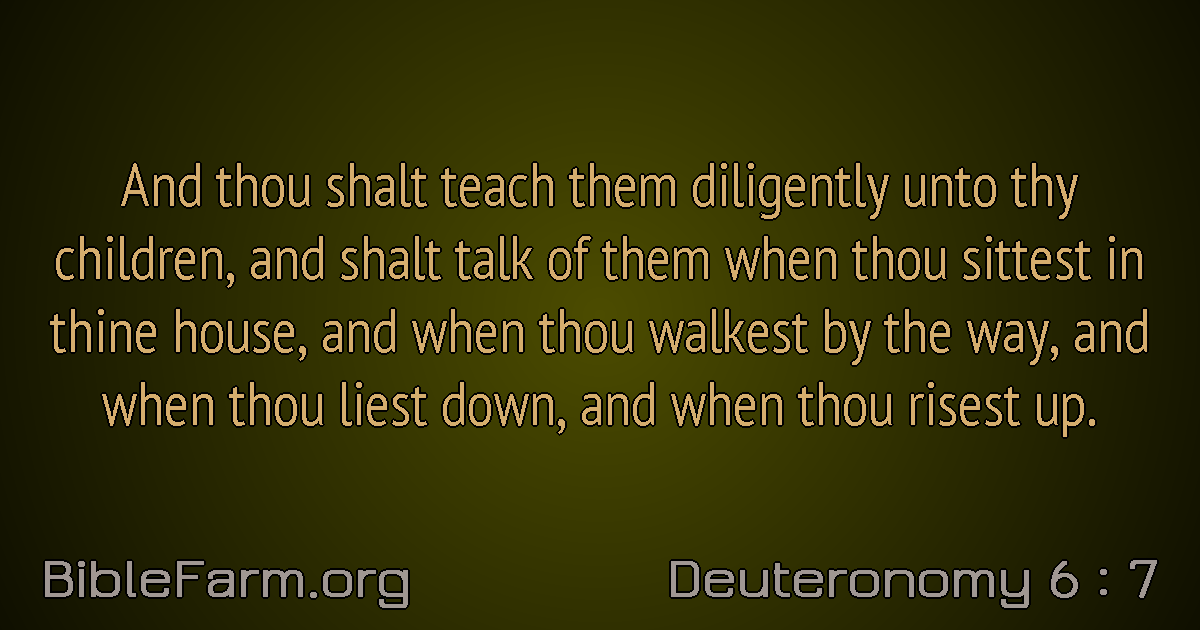 And thou shalt teach them diligently unto thy
children, and shalt talk of them when thou sittest in
thine house, and when thou walkest by the way, and
when thou liest down, and when thou risest up.
BibleFarm.org
Deuteronomy 6 : 7